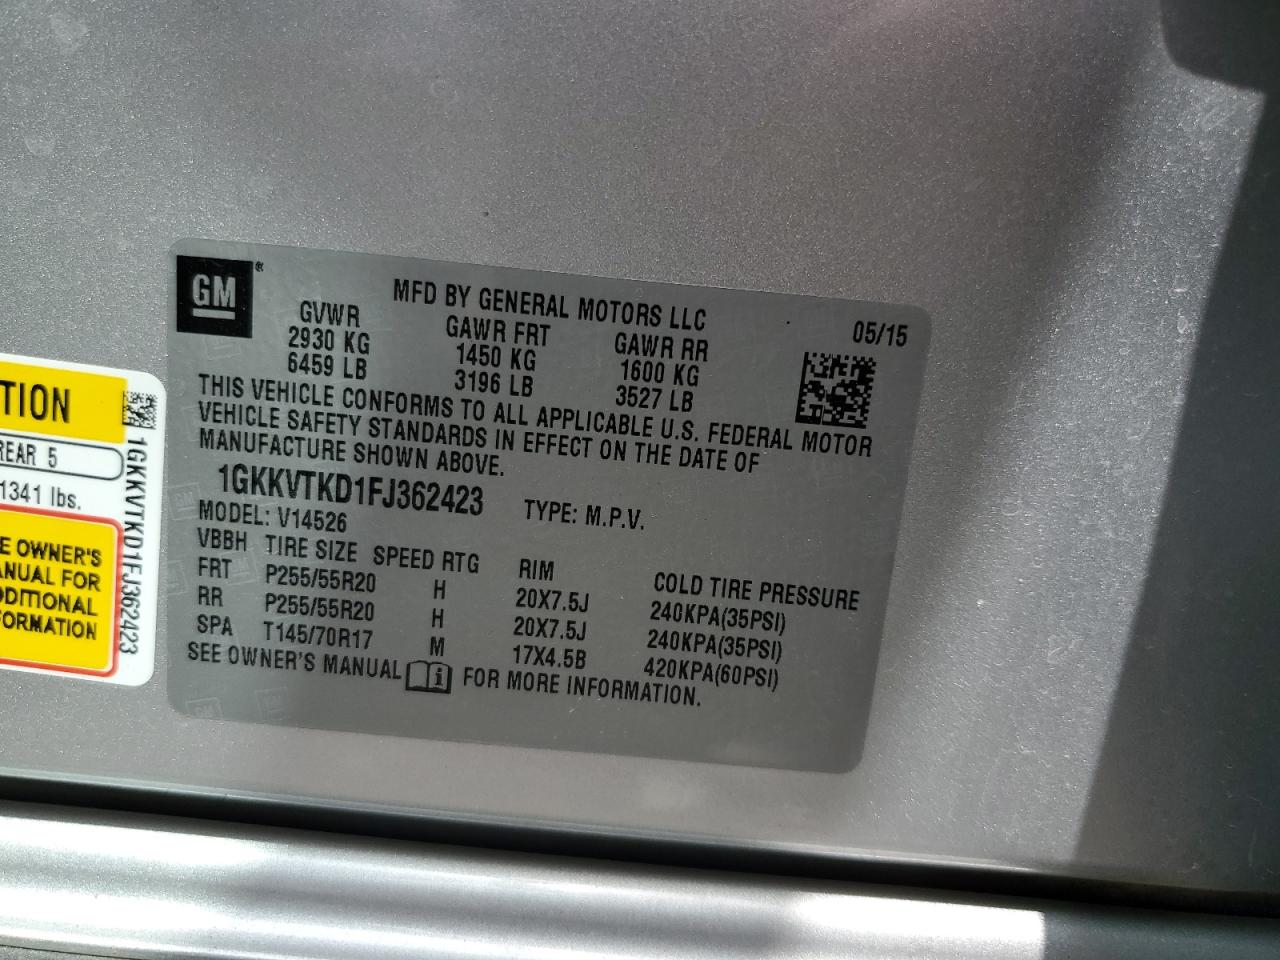 GM®
MFD BY GENERAL MOTORS LLC 05/15
GVWR GAWR FRT GAWR RR
2930 KG 1450 KG 1600 KG
6459 LB 3196 LB 3527 LB
THIS VEHICLE CONFORMS TO ALL APPLICABLE U.S. FEDERAL MOTOR
VEHICLE SAFETY STANDARDS IN EFFECT ON THE DATE OF
MANUFACTURE SHOWN ABOVE.
1GKKVTKD1FJ362423 TYPE: M.P.V.
MODEL: V14526
VBBH TIRE SIZE SPEED RTG RIM COLD TIRE PRESSURE
FRT P255/55R20 H 20X7.5J 240KPA(35PSI)
RR P255/55R20 H 20X7.5J 240KPA(35PSI)
SPA T145/70R17 M 17X4.5B 420KPA(60PSI)
SEE OWNER'S MANUAL FOR MORE INFORMATION.
TION
REAR 5
1341 lbs.
E OWNER'S
ANUAL FOR
DDITIONAL
FORMATION
1GKKVTKD1FJ362423